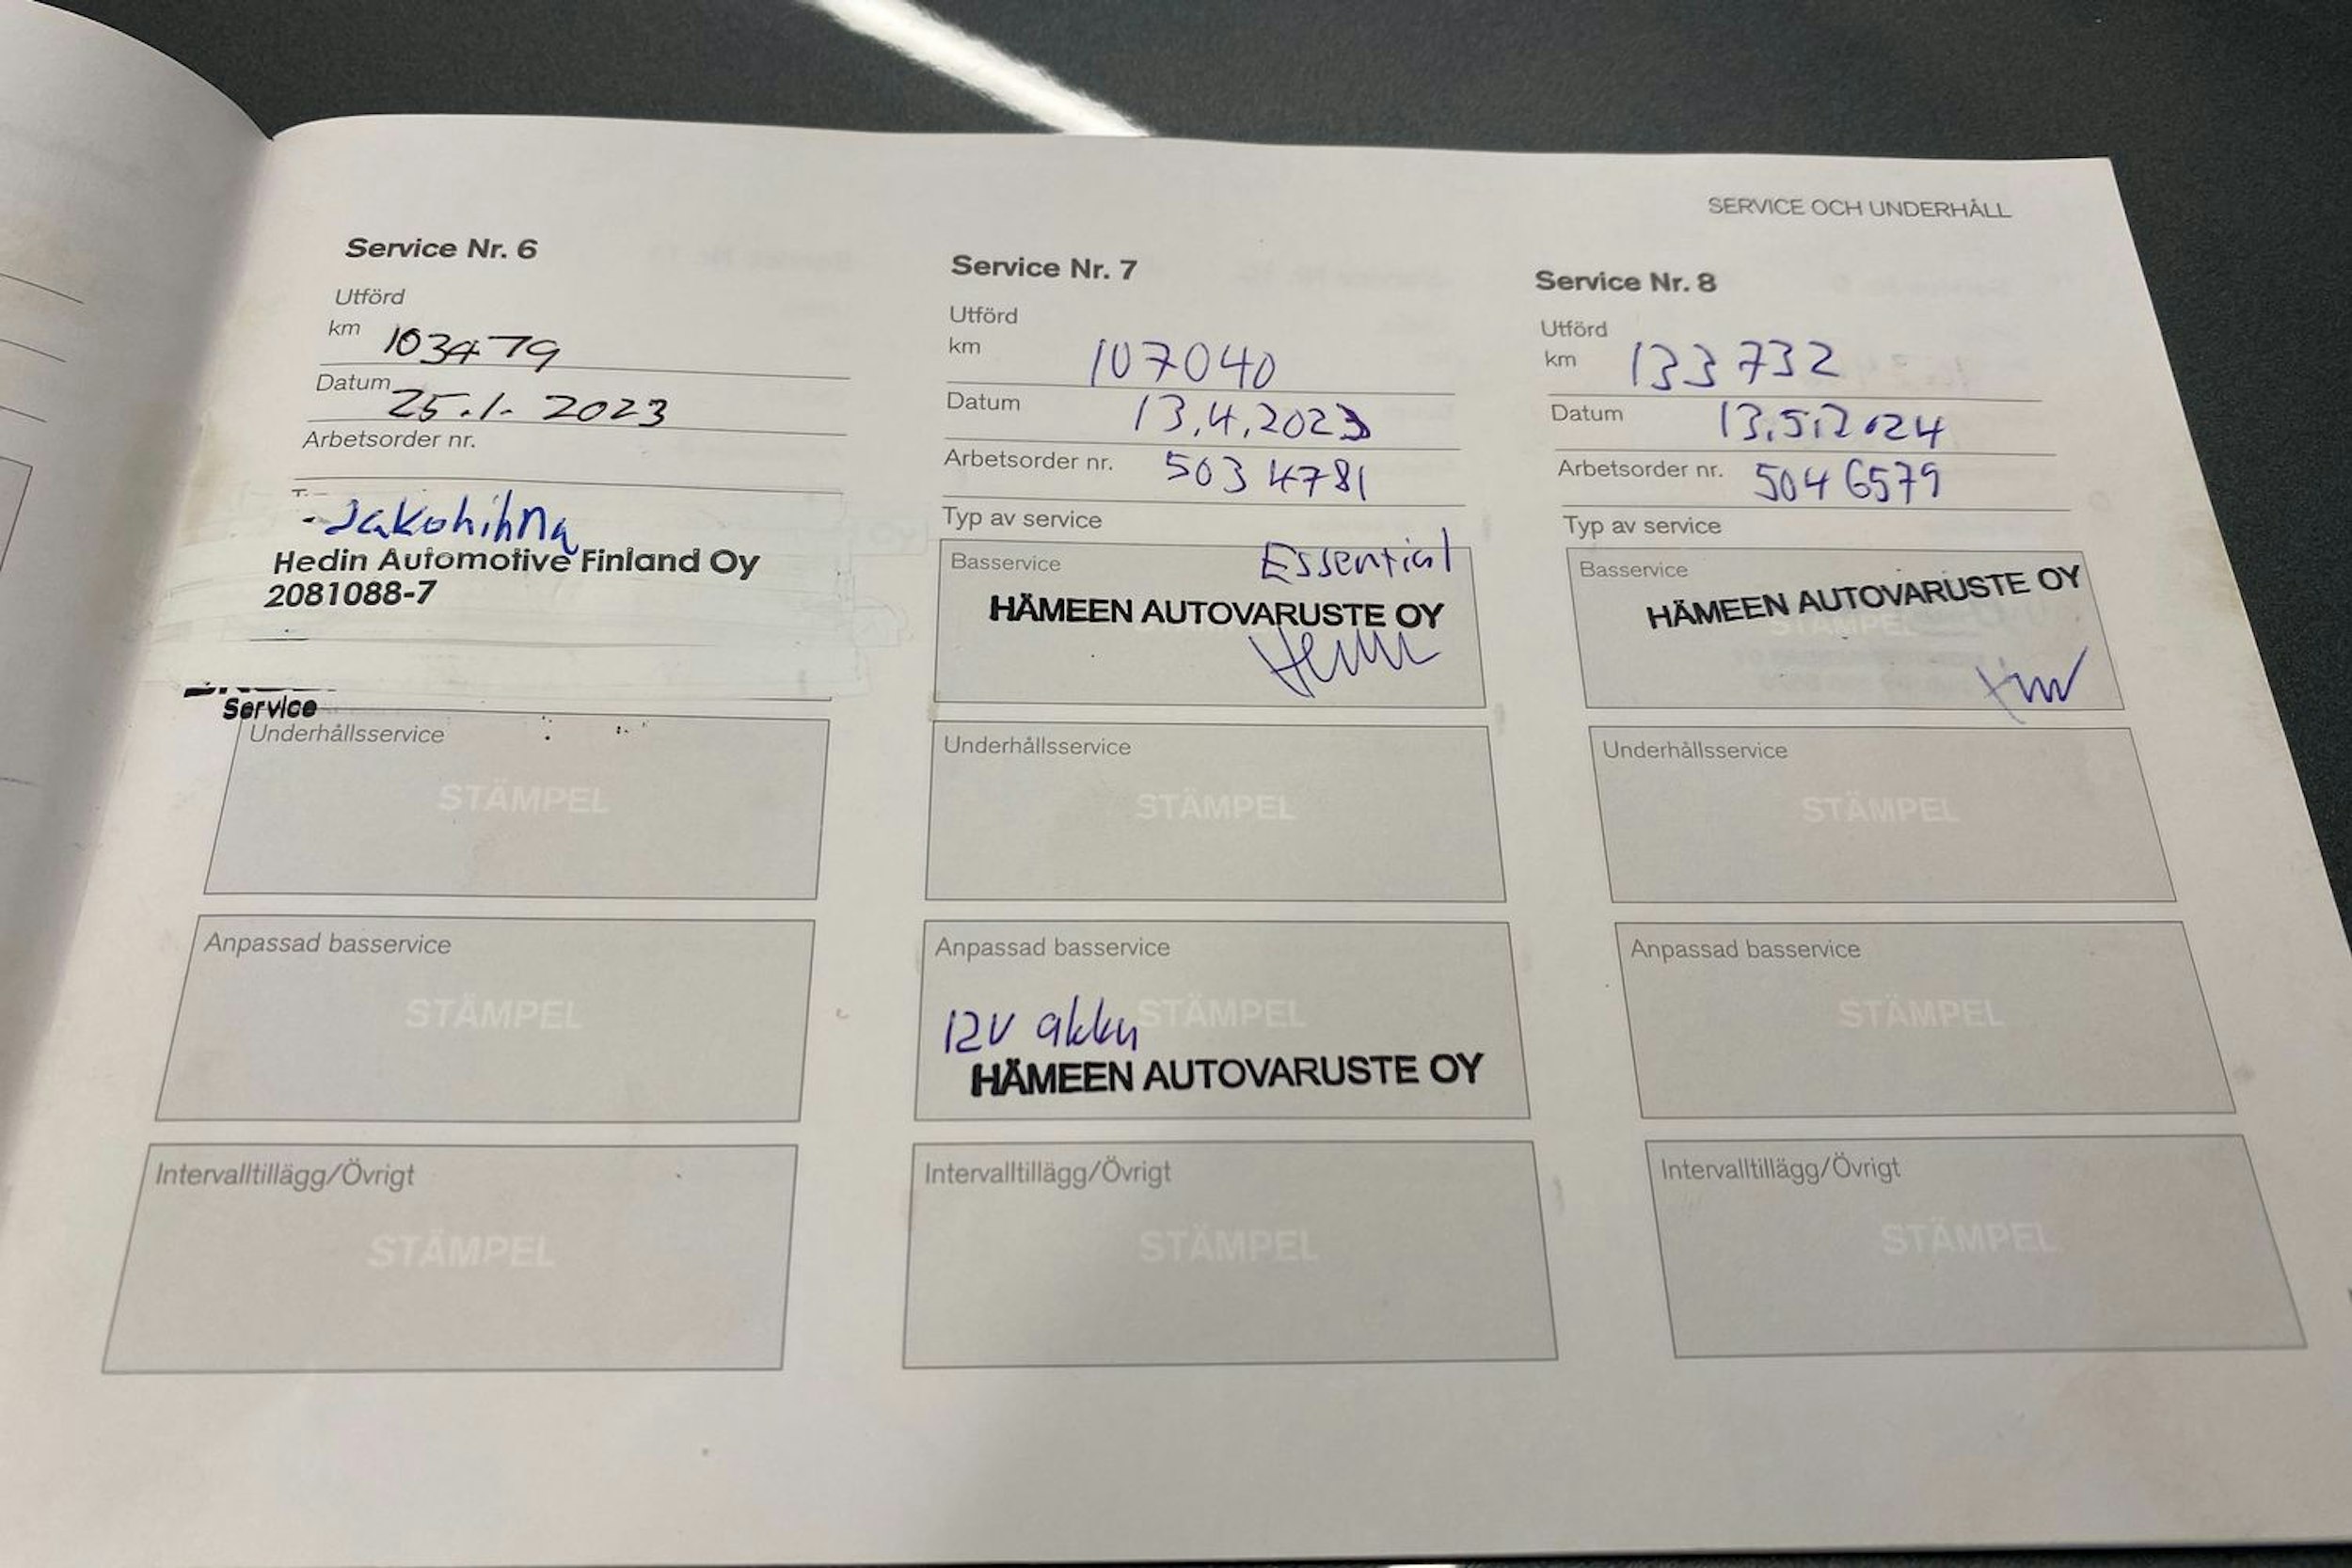 SERVICE OCH UNDERHÅLL
Service Nr. 6
Utförd
km 103479
Datum 25.1. 2023
Arbetsorder nr.
Jakohihna
Hedin Automotive Finland Oy
2081088-7
Service
Underhållsservice
STÄMPEL
Anpassad basservice
STÄMPEL
Intervalltillägg/Övrigt
STÄMPEL
Service Nr. 7
Utförd
km 107040
Datum 13.4.2023
Arbetsorder nr. 5034781
Typ av service
Basservice Essential
HÄMEEN AUTOVARUSTE OY
Underhållsservice
STÄMPEL
Anpassad basservice
STÄMPEL
12V akku
HÄMEEN AUTOVARUSTE OY
Intervalltillägg/Övrigt
STÄMPEL
Service Nr. 8
Utförd
km 133732
Datum 13.5.2024
Arbetsorder nr. 5046579
Typ av service
Basservice
HÄMEEN AUTOVARUSTE OY
STÄMPEL
Underhållsservice
STÄMPEL
Anpassad basservice
STÄMPEL
Intervalltillägg/Övrigt
STÄMPEL